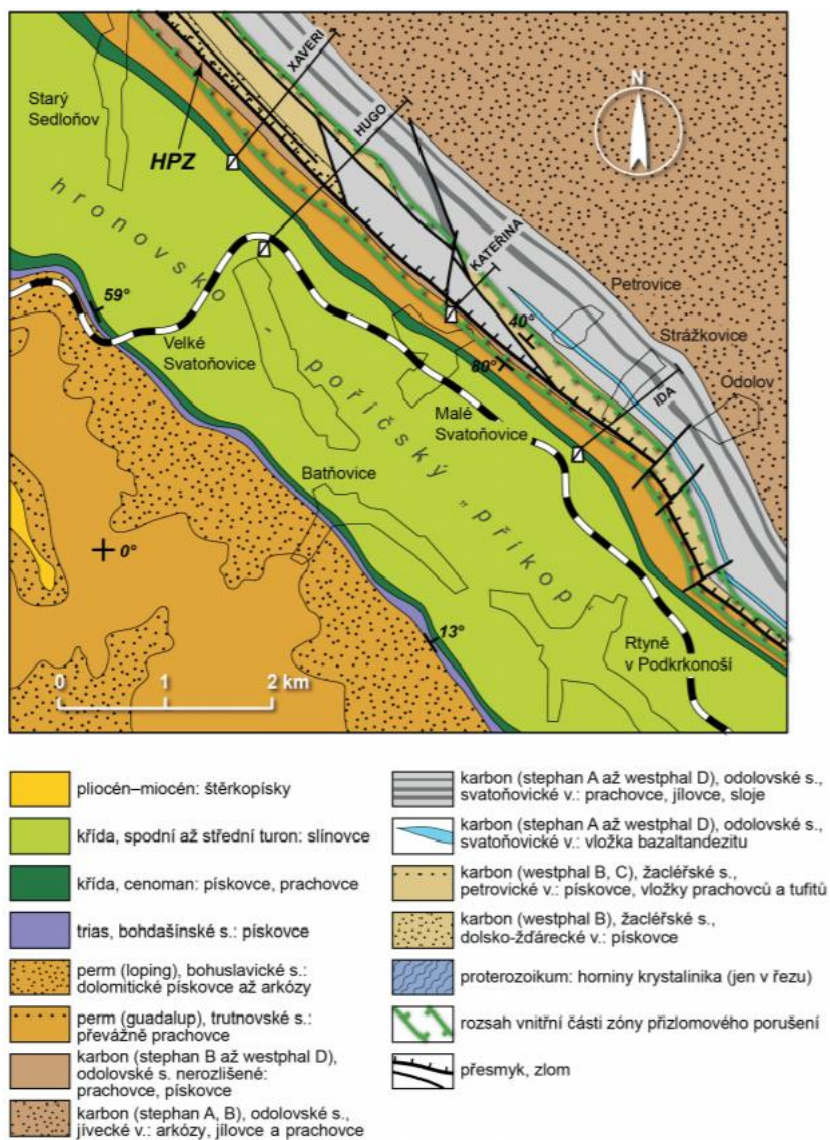 XAVERI
Starý
Sedloňov
HUGO
N
HPZ
hronovsko
KATEŘINA
Petrovice
59°
40°
Strážkovice
Velké
Svatoňovice
-
80°
IDA
Odolov
poříčský
Malé
Svatoňovice
Batňovice
„příkop“
0°
13°
Rtyně
v Podkrkonoší
0 1 2 km
pliocén–miocén: štěrkopísky
křída, spodní až střední turon: slínovce
křída, cenoman: pískovce, prachovce
trias, bohdašínské s.: pískovce
perm (loping), bohuslavické s.:
dolomitické pískovce až arkózy
perm (guadalup), trutnovské s.:
převážně prachovce
karbon (stephan B až westphal D),
odolovské s. nerozlišené:
prachovce, pískovce
karbon (stephan A, B), odolovské s.,
jívecké v.: arkózy, jílovce a prachovce
karbon (stephan A až westphal D), odolovské s.,
svatoňovické v.: prachovce, jílovce, sloje
karbon (stephan A až westphal D), odolovské s.,
svatoňovické v.: vložka bazaltandezitu
karbon (westphal B, C), žacléřské s.,
petrovické v.: pískovce, vložky prachovců a tufitů
karbon (westphal B), žacléřské s.,
dolsko-žďárecké v.: pískovce
proterozoikum: horniny krystalinika (jen v řezu)
rozsah vnitřní části zóny přizlomového porušení
přesmyk, zlom